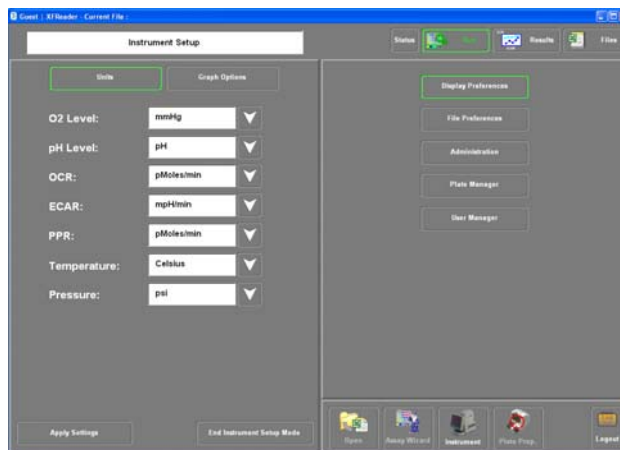 Guest | XFReader - Current File :
Instrument Setup
Status
Run
Results
Files
Units
Graph Options
O2 Level:
mmHg
pH Level:
pH
OCR:
pMoles/min
ECAR:
mpH/min
PPR:
pMoles/min
Temperature:
Celsius
Pressure:
psi
Apply Settings
End Instrument Setup Mode
Display Preferences
File Preferences
Administration
Plate Manager
User Manager
Open
Assay Wizard
Instrument
Plate Prep.
Logout